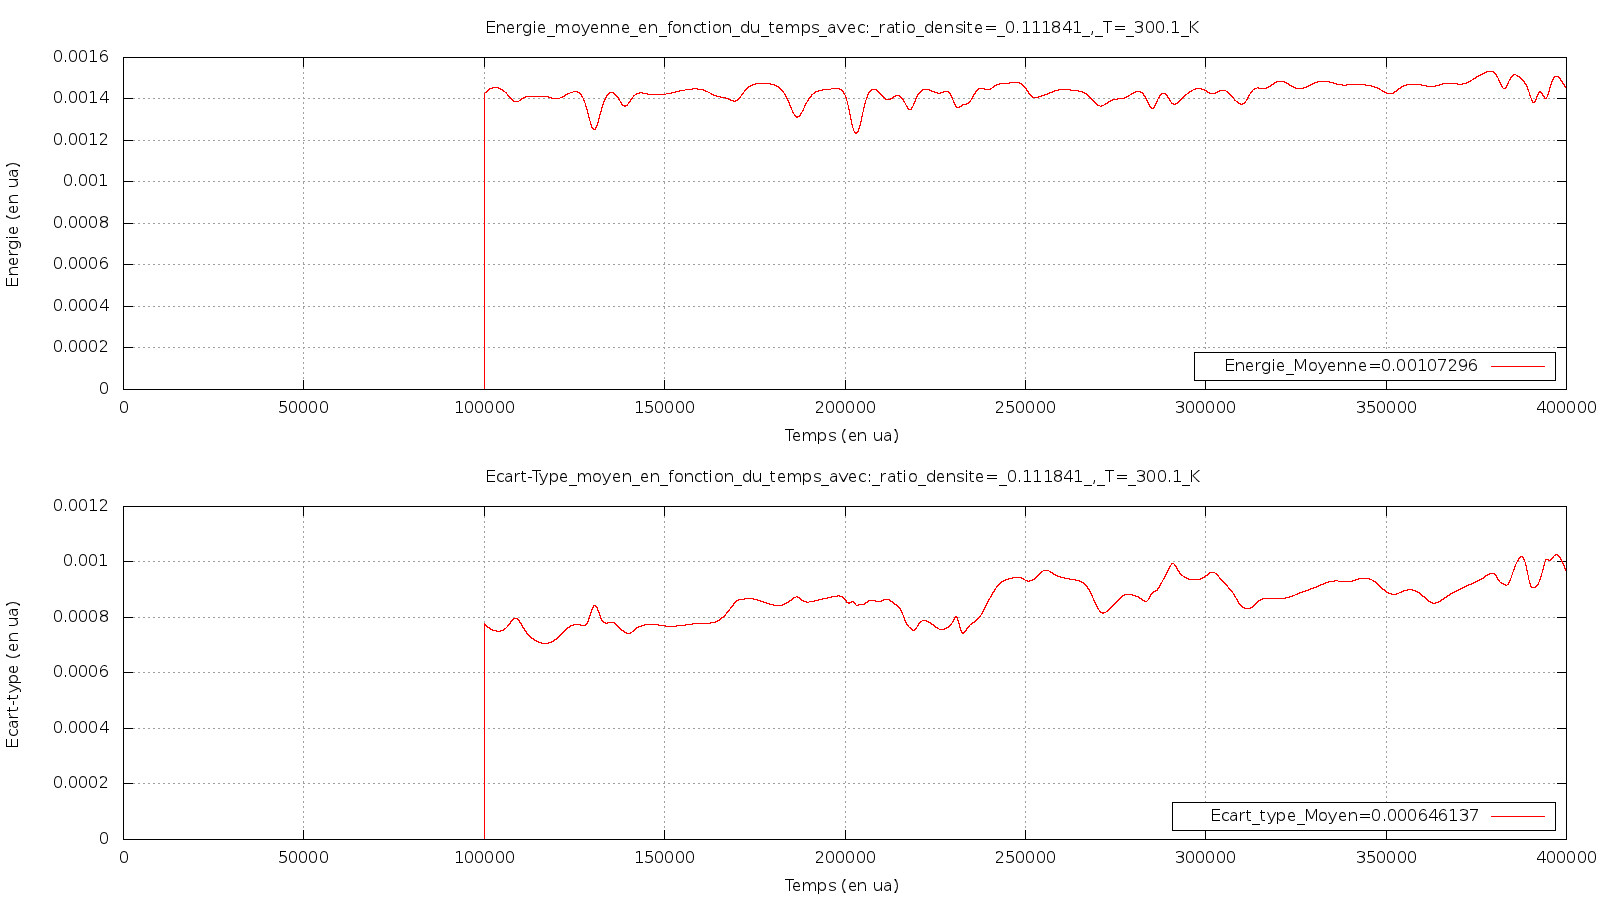 Energie_moyenne_en_fonction_du_temps_avec:_ratio_densite=_0.111841_,_T=_300.1_K
0.0016
0.0014
0.0012
0.001
0.0008
0.0006
0.0004
0.0002
0
Energie (en ua)
Energie_Moyenne=0.00107296
0 50000 100000 150000 200000 250000 300000 350000 400000
Temps (en ua)
Ecart-Type_moyen_en_fonction_du_temps_avec:_ratio_densite=_0.111841_,_T=_300.1_K
0.0012
0.001
0.0008
0.0006
0.0004
0.0002
0
Ecart-type (en ua)
Ecart_type_Moyen=0.000646137
0 50000 100000 150000 200000 250000 300000 350000 400000
Temps (en ua)